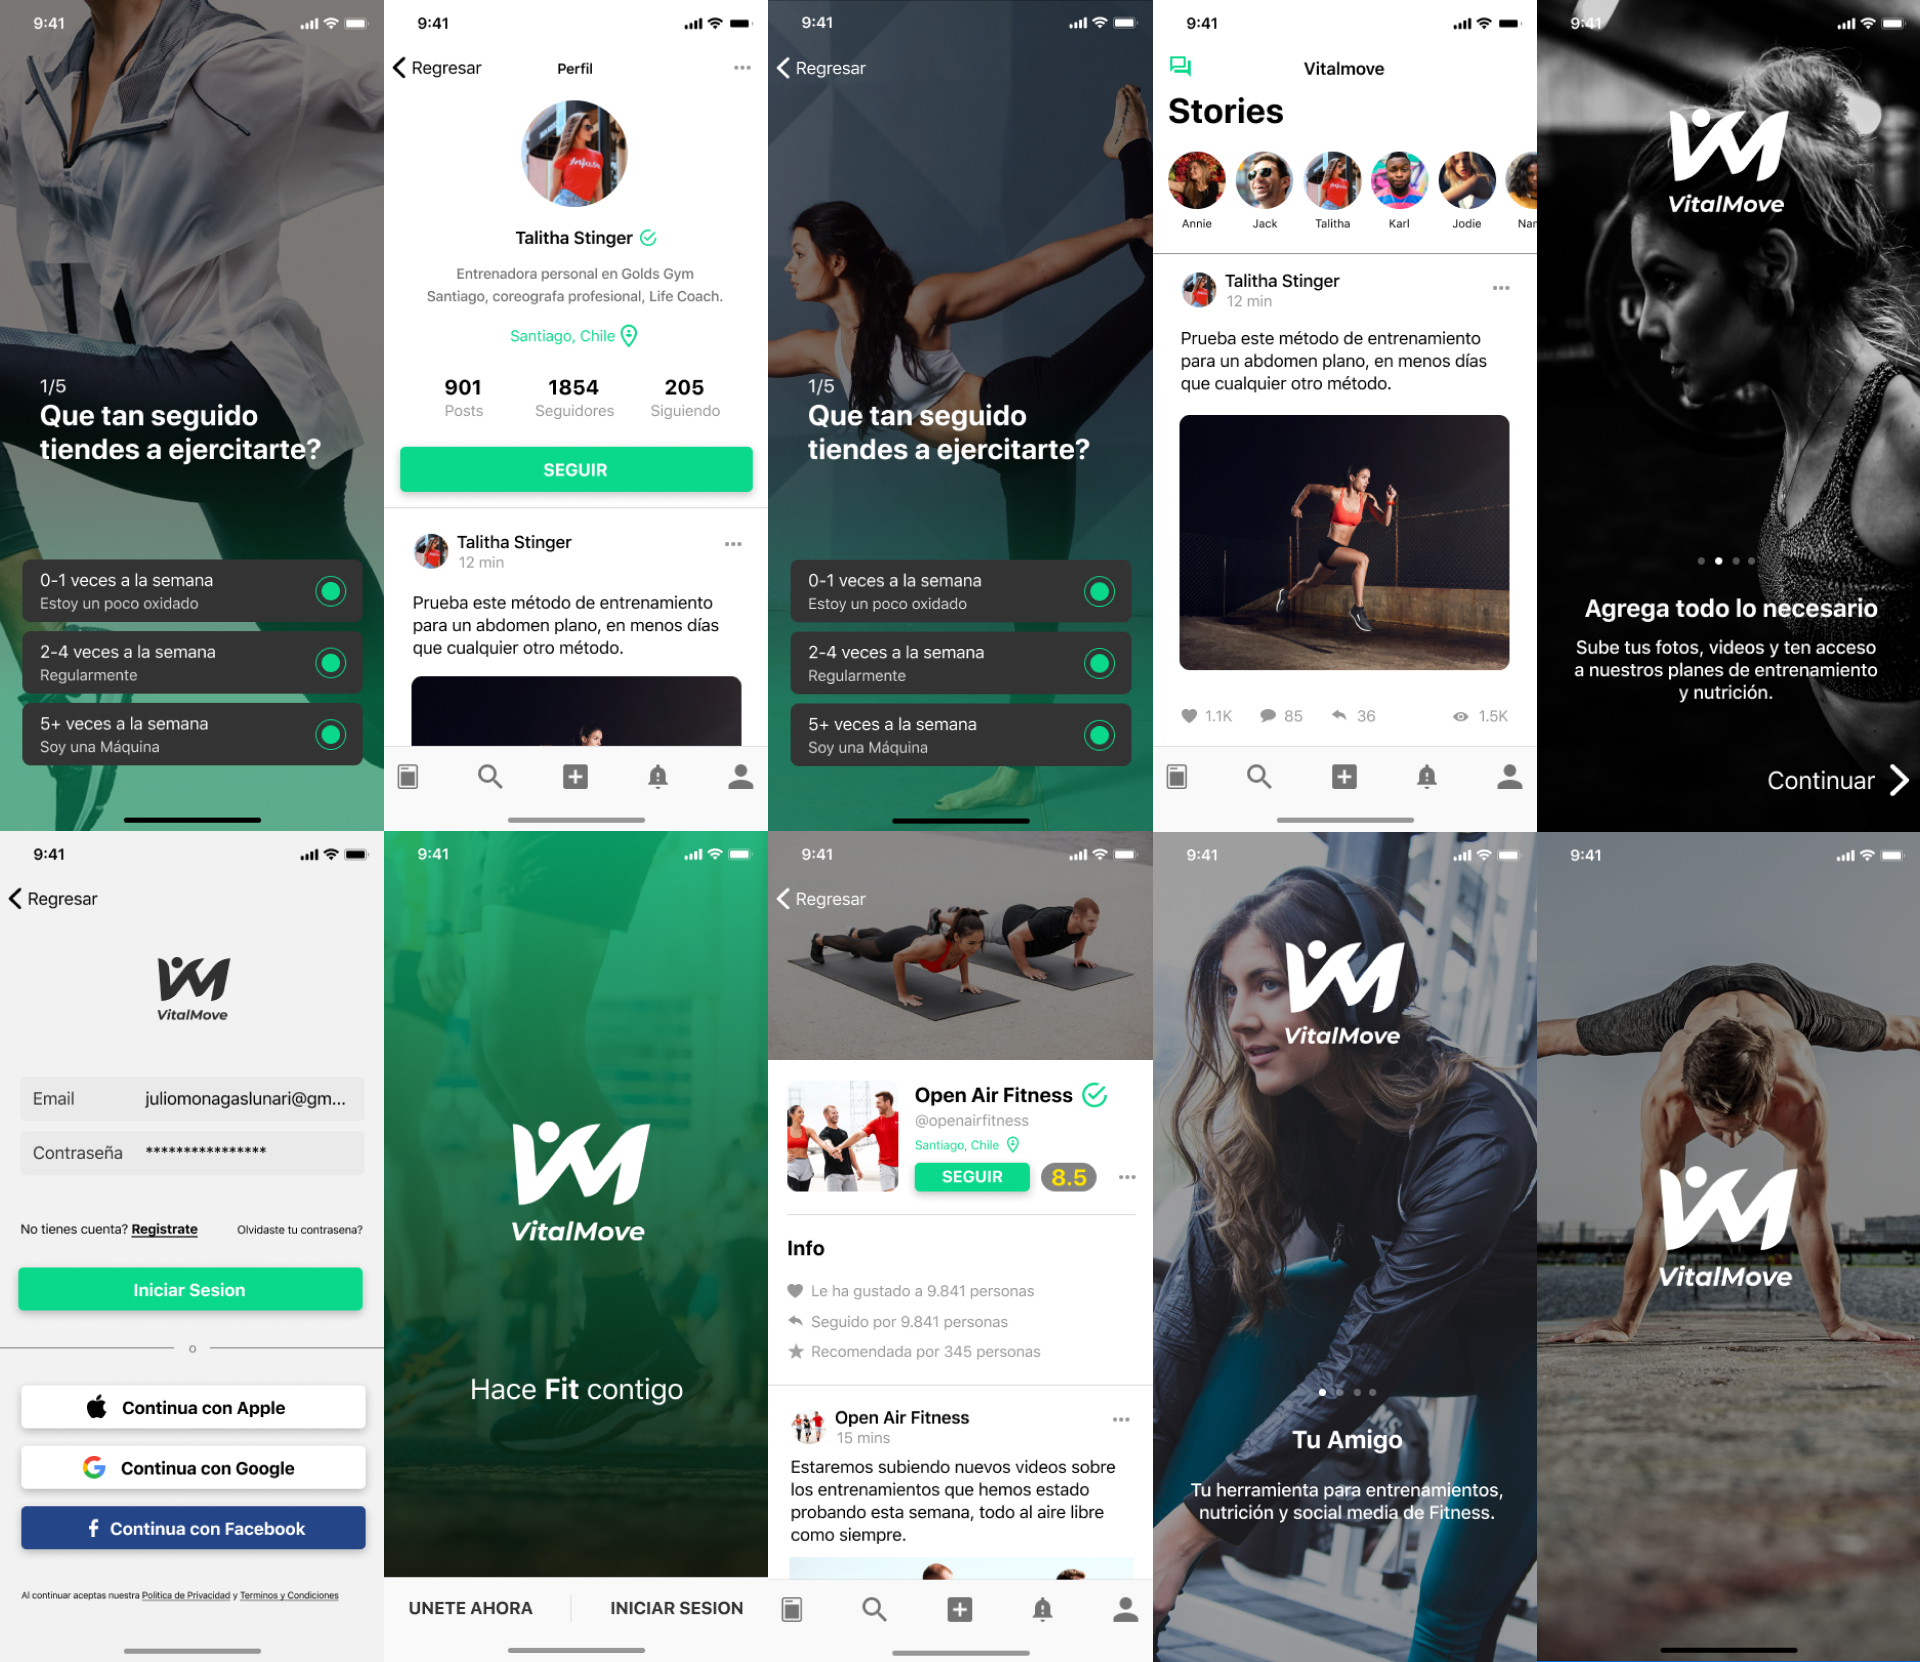 9:41
1/5
Que tan seguido
tiendes a ejercitarte?
0-1 veces a la semana
Estoy un poco oxidado
2-4 veces a la semana
Regularmente
5+ veces a la semana
Soy una Máquina
9:41
Regresar
Perfil
Talitha Stinger
Entrenadora personal en Golds Gym
Santiago, coreografa profesional, Life Coach.
Santiago, Chile
901
1854
205
Posts
Seguidores
Siguiendo
SEGUIR
Talitha Stinger
12 min
Prueba este método de entrenamiento
para un abdomen plano, en menos días
que cualquier otro método.
9:41
Regresar
1/5
Que tan seguido
tiendes a ejercitarte?
0-1 veces a la semana
Estoy un poco oxidado
2-4 veces a la semana
Regularmente
5+ veces a la semana
Soy una Máquina
9:41
Vitalmove
Stories
Annie
Jack
Talitha
Karl
Jodie
Nar
Talitha Stinger
12 min
Prueba este método de entrenamiento
para un abdomen plano, en menos días
que cualquier otro método.
1.1K
85
36
1.5K
9:41
VitalMove
Agrega todo lo necesario
Sube tus fotos, videos y ten acceso
a nuestros planes de entrenamiento
y nutrición.
Continuar
9:41
Regresar
VitalMove
Email juliomonagaslunari@gm...
Contraseña ****************
No tienes cuenta? Registrate
Olvidaste tu contrasena?
Iniciar Sesion
o
Continua con Apple
Continua con Google
Continua con Facebook
Al continuar aceptas nuestra Politica de Privacidad y Terminos y Condiciones
9:41
VitalMove
Hace Fit contigo
UNETE AHORA
INICIAR SESION
9:41
Regresar
Open Air Fitness
@openairfitness
Santiago, Chile
SEGUIR
8.5
Info
Le ha gustado a 9.841 personas
Seguido por 9.841 personas
Recomendada por 345 personas
Open Air Fitness
15 mins
Estaremos subiendo nuevos videos sobre
los entrenamientos que hemos estado
probando esta semana, todo al aire libre
como siempre.
9:41
VitalMove
Tu Amigo
Tu herramienta para entrenamientos,
nutrición y social media de Fitness.
9:41
VitalMove